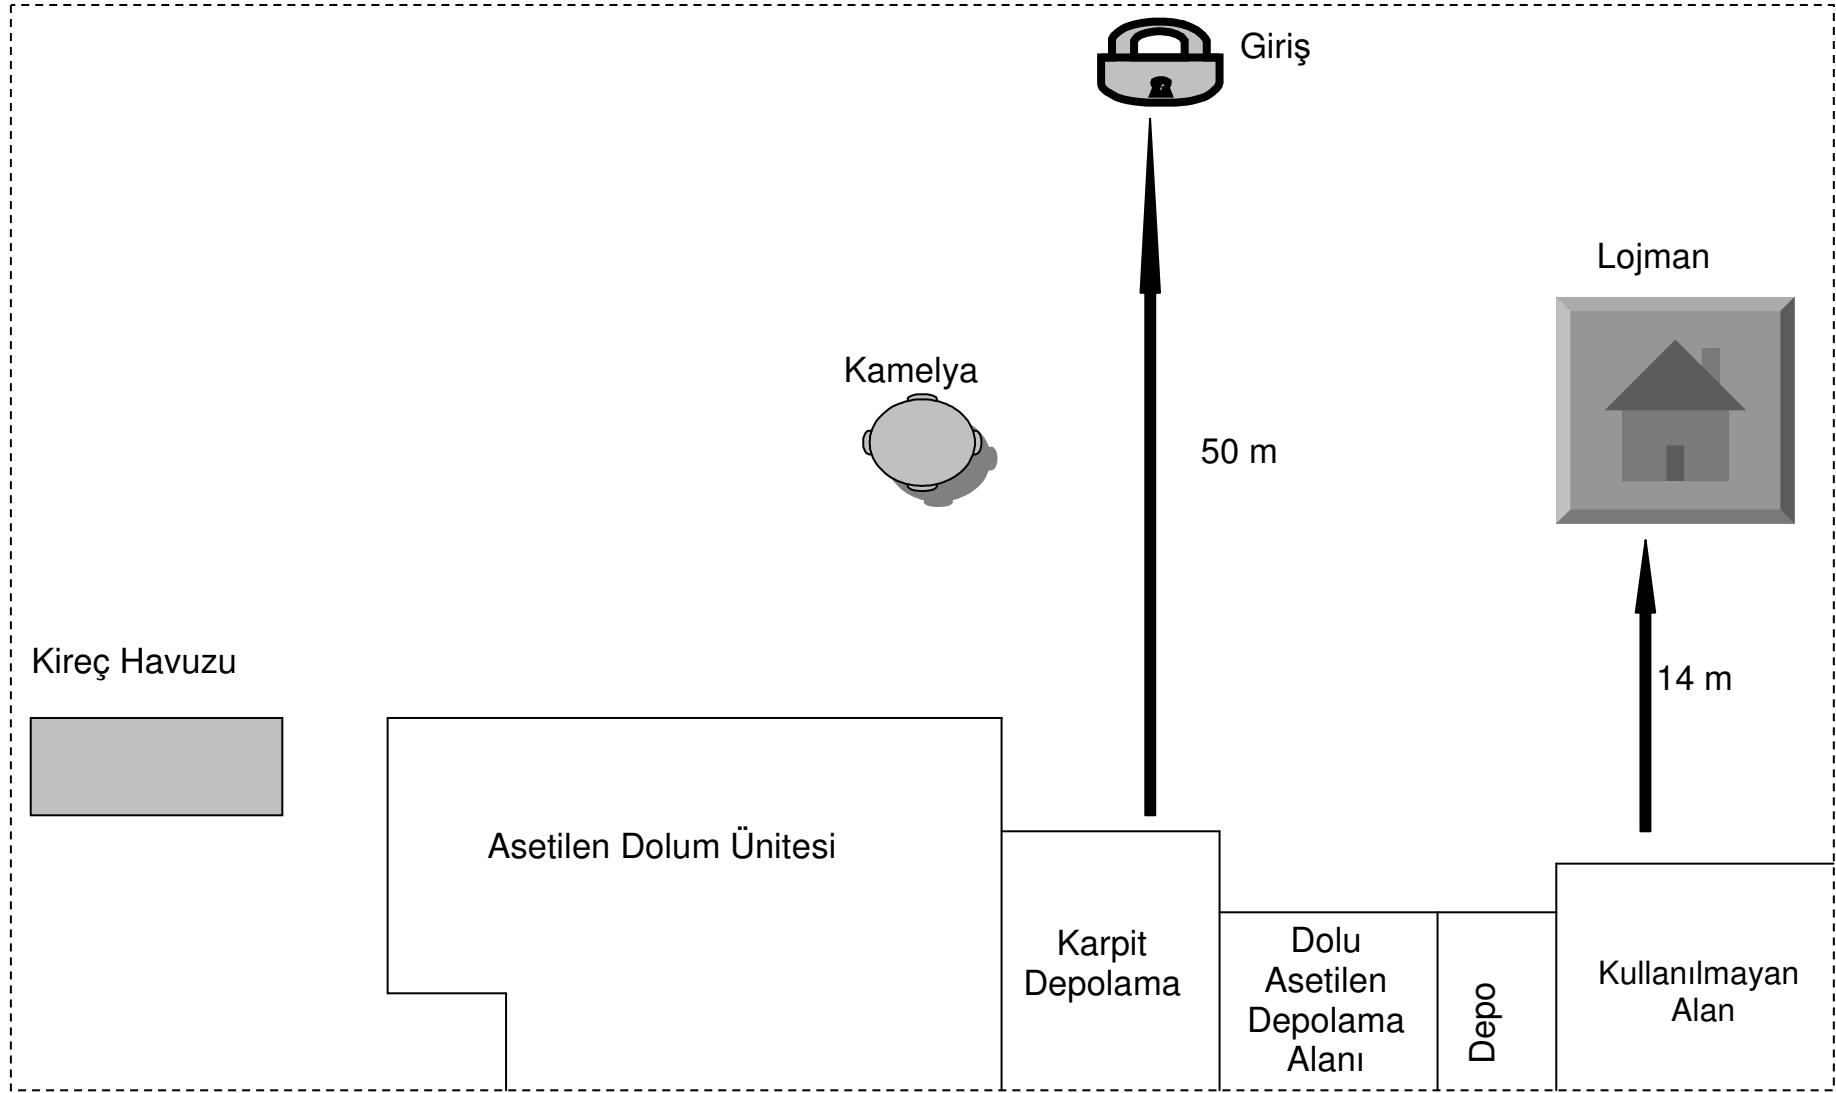 Giriş
Lojman
Kamelya
50 m
Kireç Havuzu
14 m
Asetilen Dolum Ünitesi
Karpit
Depolama
Dolu
Asetilen
Depolama
Alanı
Depo
Kullanılmayan
Alan